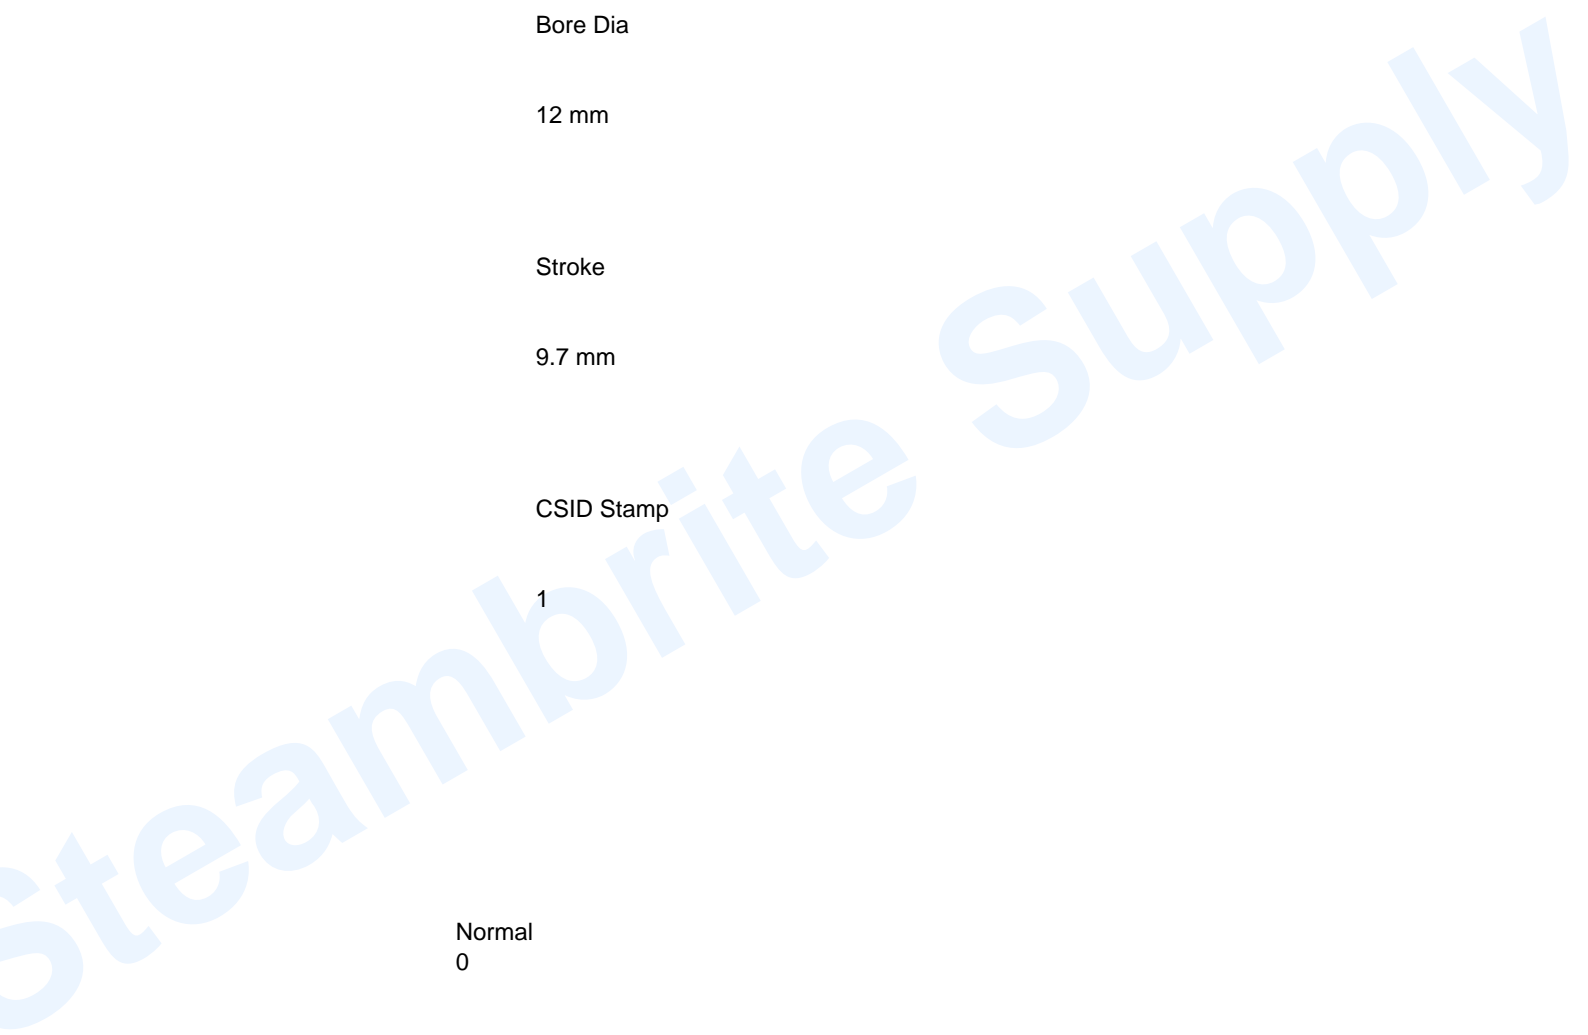 Bore Dia
12 mm
Stroke
9.7 mm
CSID Stamp
1
Normal
0
Steambrite Supply